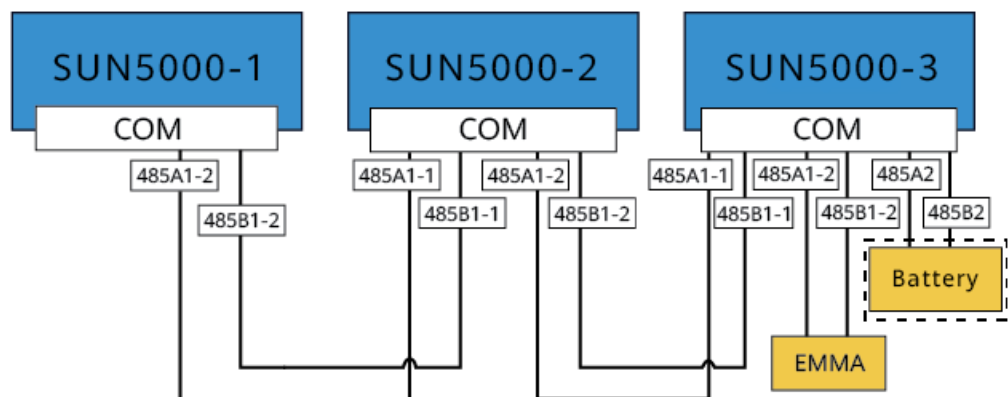 SUN5000-1
SUN5000-2
SUN5000-3
COM
COM
COM
485A1-2
485B1-2
485A1-1
485B1-1
485A1-2
485B1-2
485A1-1
485B1-1
485A1-2
485B1-2
485A2
485B2
Battery
EMMA